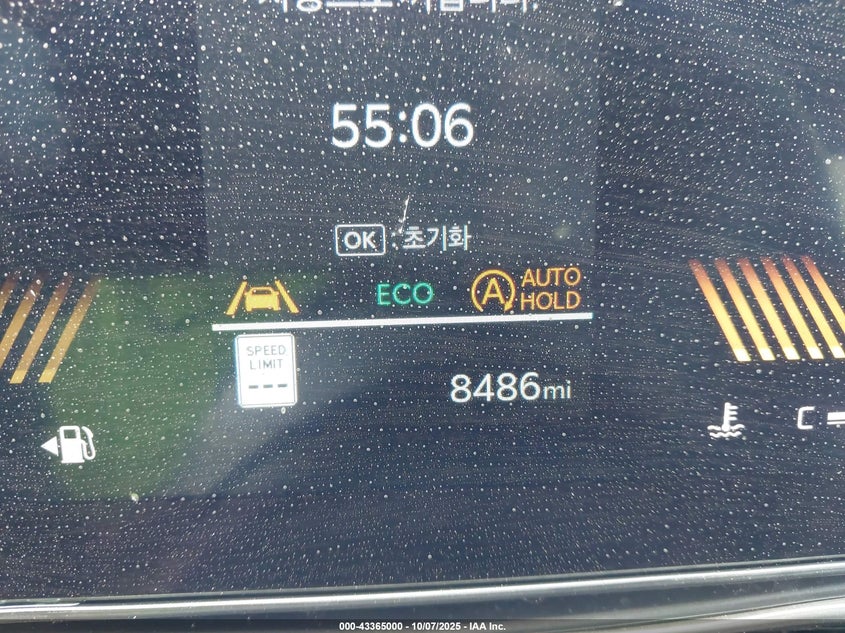 55:06
OK : 초기화
ECO
A
AUTO
HOLD
SPEED
LIMIT
---
8486mi
C
000-43365000 - 10/07/2025 - IAA Inc.